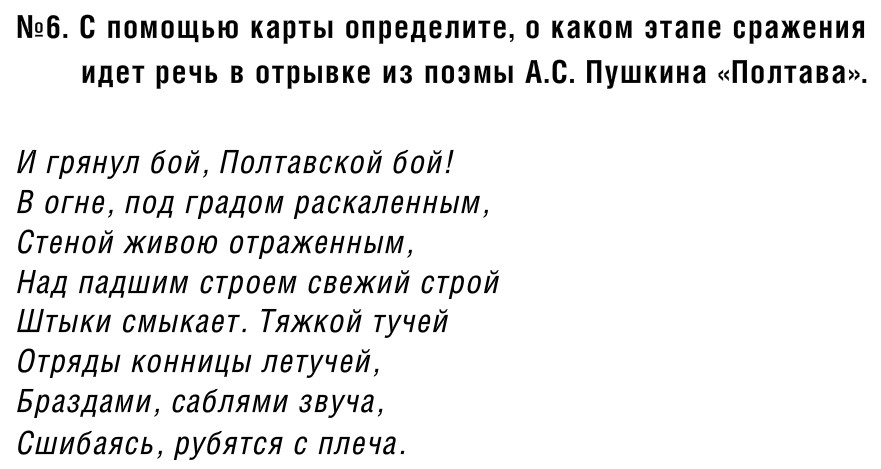 №6. С помощью карты определите, о каком этапе сражения
идет речь в отрывке из поэмы А.С. Пушкина «Полтава».
И грянул бой, Полтавской бой!
В огне, под градом раскаленным,
Стеной живою отраженным,
Над падшим строем свежий строй
Штыки смыкает. Тяжкой тучей
Отряды конницы летучей,
Браздами, саблями звуча,
Сшибаясь, рубятся с плеча.